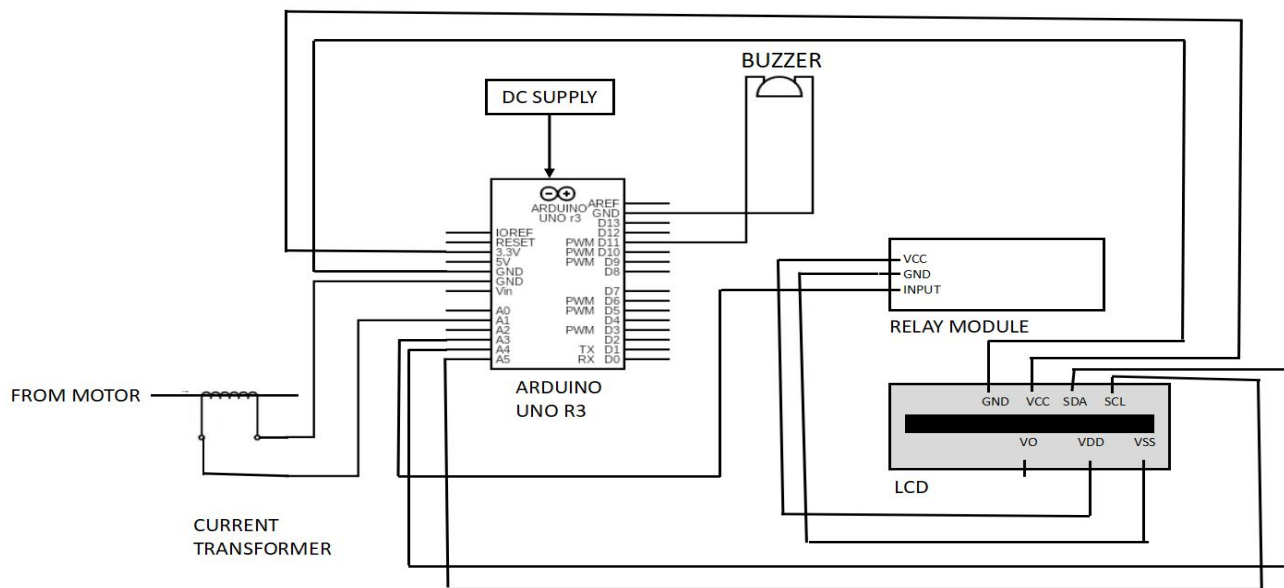 BUZZER
DC SUPPLY
ARDUINO
UNO r3
AREF
GND
D13
D12
PWM D11
PWM D10
PWM D9
D8
D7
PWM D6
PWM D5
D4
PWM D3
D2
TX D1
RX D0
IOREF
RESET
3.3V
5V
GND
GND
Vin
A0
A1
A2
A3
A4
A5
ARDUINO
UNO R3
VCC
GND
INPUT
RELAY MODULE
FROM MOTOR
GND VCC SDA SCL
VO VDD VSS
LCD
CURRENT
TRANSFORMER